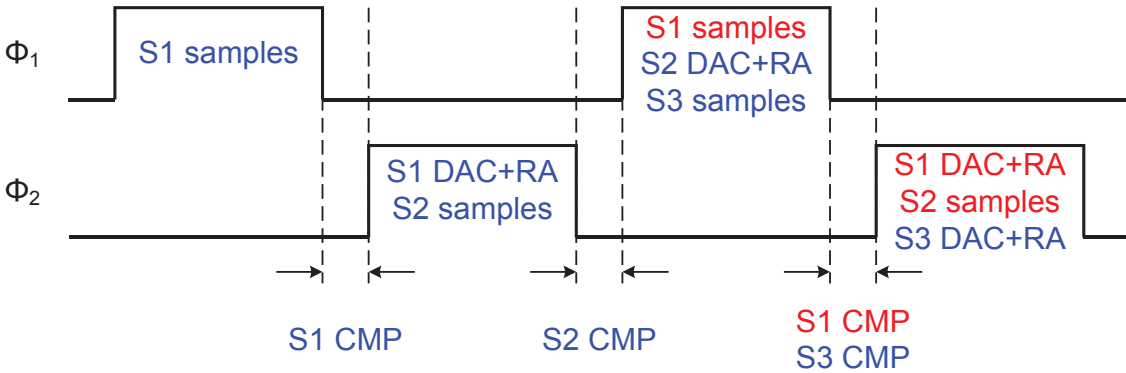 Φ1
S1 samples
S1 samples
S2 DAC+RA
S3 samples
Φ2
S1 DAC+RA
S2 samples
S1 DAC+RA
S2 samples
S3 DAC+RA
S1 CMP
S2 CMP
S1 CMP
S3 CMP